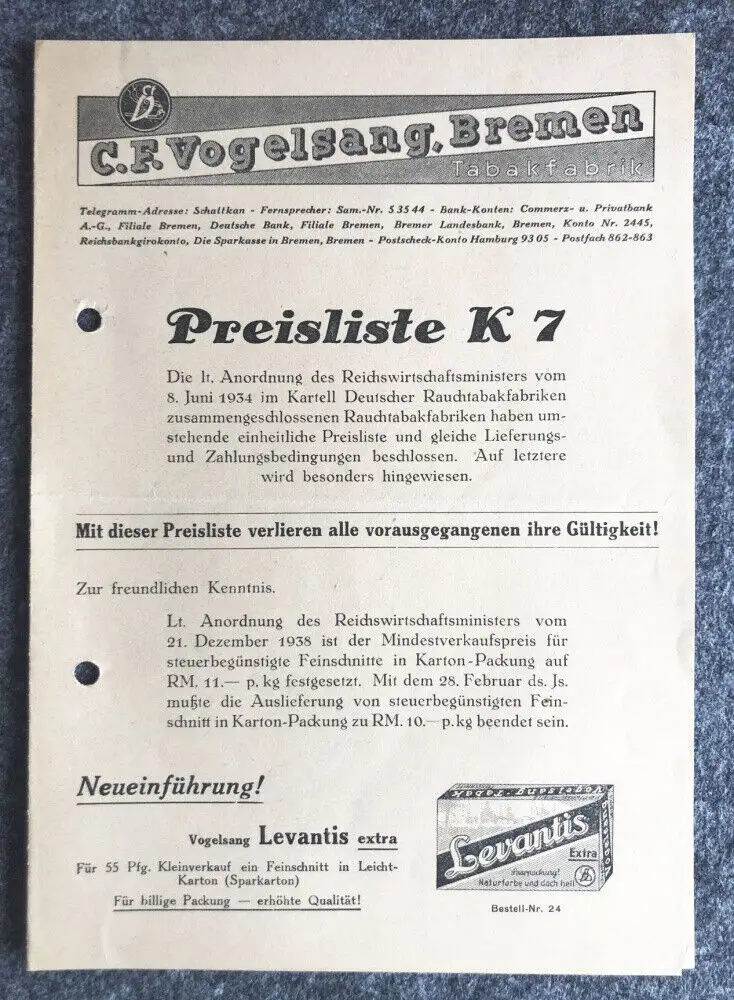 C.F. Vogelsang, Bremen
Tabakfabrik
Telegramm-Adresse: Schattkan - Fernsprecher: Sam.-Nr. 5 35 44 - Bank-Konten: Commerz- u. Privatbank
A.-G., Filiale Bremen, Deutsche Bank, Filiale Bremen, Bremer Landesbank, Bremen, Konto Nr. 2445,
Reichsbankgirokonto, Die Sparkasse in Bremen, Bremen - Postscheck-Konto Hamburg 93 05 - Postfach 862-863
Preisliste K 7
Die lt. Anordnung des Reichswirtschaftsministers vom
8. Juni 1934 im Kartell Deutscher Rauchtabakfabriken
zusammengeschlossenen Rauchtabakfabriken haben um-
stehende einheitliche Preisliste und gleiche Lieferungs-
und Zahlungsbedingungen beschlossen. Auf letztere
wird besonders hingewiesen.
Mit dieser Preisliste verlieren alle vorausgegangenen ihre Gültigkeit!
Zur freundlichen Kenntnis.
Lt. Anordnung des Reichswirtschaftsministers vom
21. Dezember 1938 ist der Mindestverkaufspreis für
steuerbegünstigte Feinschnitte in Karton-Packung auf
RM. 11.— p. kg festgesetzt. Mit dem 28. Februar ds. Js.
mußte die Auslieferung von steuerbegünstigten Fein-
schnitt in Karton-Packung zu RM. 10.— p. kg beendet sein.
Neueinführung!
Vogelsang Levantis extra
Für 55 Pfg. Kleinverkauf ein Feinschnitt in Leicht-
Karton (Sparkarton)
Für billige Packung — erhöhte Qualität!
Levantis
Extra
Sparpackung!
Naturfarbe und doch hell
Bestell-Nr. 24